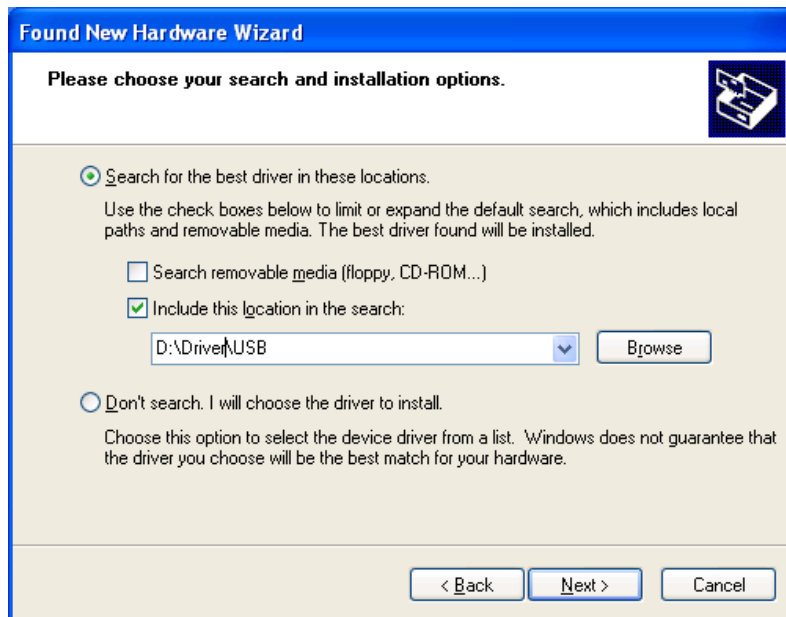 Found New Hardware Wizard
Please choose your search and installation options.
Search for the best driver in these locations.
Use the check boxes below to limit or expand the default search, which includes local
paths and removable media. The best driver found will be installed.
Search removable media (floppy, CD-ROM...)
Include this location in the search:
D:\Driver\USB
Browse
Don't search. I will choose the driver to install.
Choose this option to select the device driver from a list. Windows does not guarantee that
the driver you choose will be the best match for your hardware.
< Back
Next >
Cancel